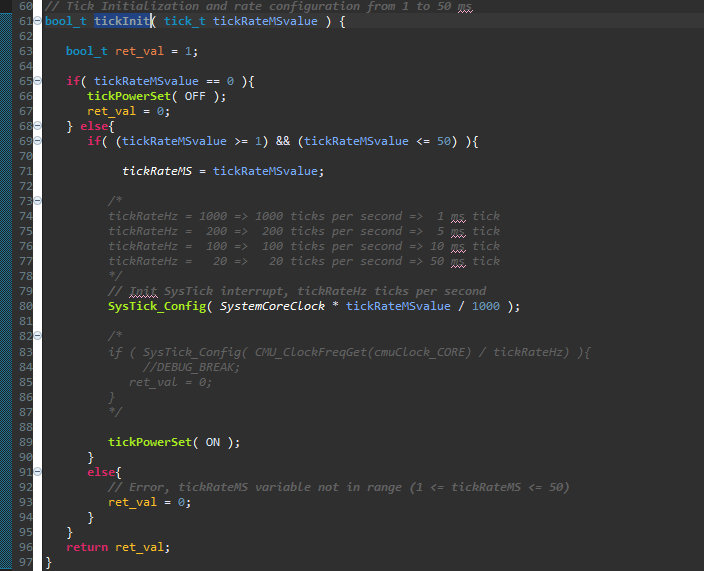 60 // Tick Initialization and rate configuration from 1 to 50 ms
61 bool_t tickInit( tick_t tickRateMSvalue ) {
62
63    bool_t ret_val = 1;
64
65    if( tickRateMSvalue == 0 ){
66       tickPowerSet( OFF );
67       ret_val = 0;
68    } else{
69       if( (tickRateMSvalue >= 1) && (tickRateMSvalue <= 50) ){
70
71            tickRateMS = tickRateMSvalue;
72
73          /*
74          tickRateHz = 1000 => 1000 ticks per second =>  1 ms tick
75          tickRateHz =  200 =>  200 ticks per second =>  5 ms tick
76          tickRateHz =  100 =>  100 ticks per second => 10 ms tick
77          tickRateHz =   20 =>   20 ticks per second => 50 ms tick
78          */
79          // Init SysTick interrupt, tickRateHz ticks per second
80          SysTick_Config( SystemCoreClock * tickRateMSvalue / 1000 );
81
82          /*
83          if ( SysTick_Config( CMU_ClockFreqGet(cmuClock_CORE) / tickRateHz) ){
84               //DEBUG_BREAK;
85             ret_val = 0;
86          }
87          */
88
89          tickPowerSet( ON );
90       }
91       else{
92          // Error, tickRateMS variable not in range (1 <= tickRateMS <= 50)
93          ret_val = 0;
94       }
95    }
96    return ret_val;
97 }